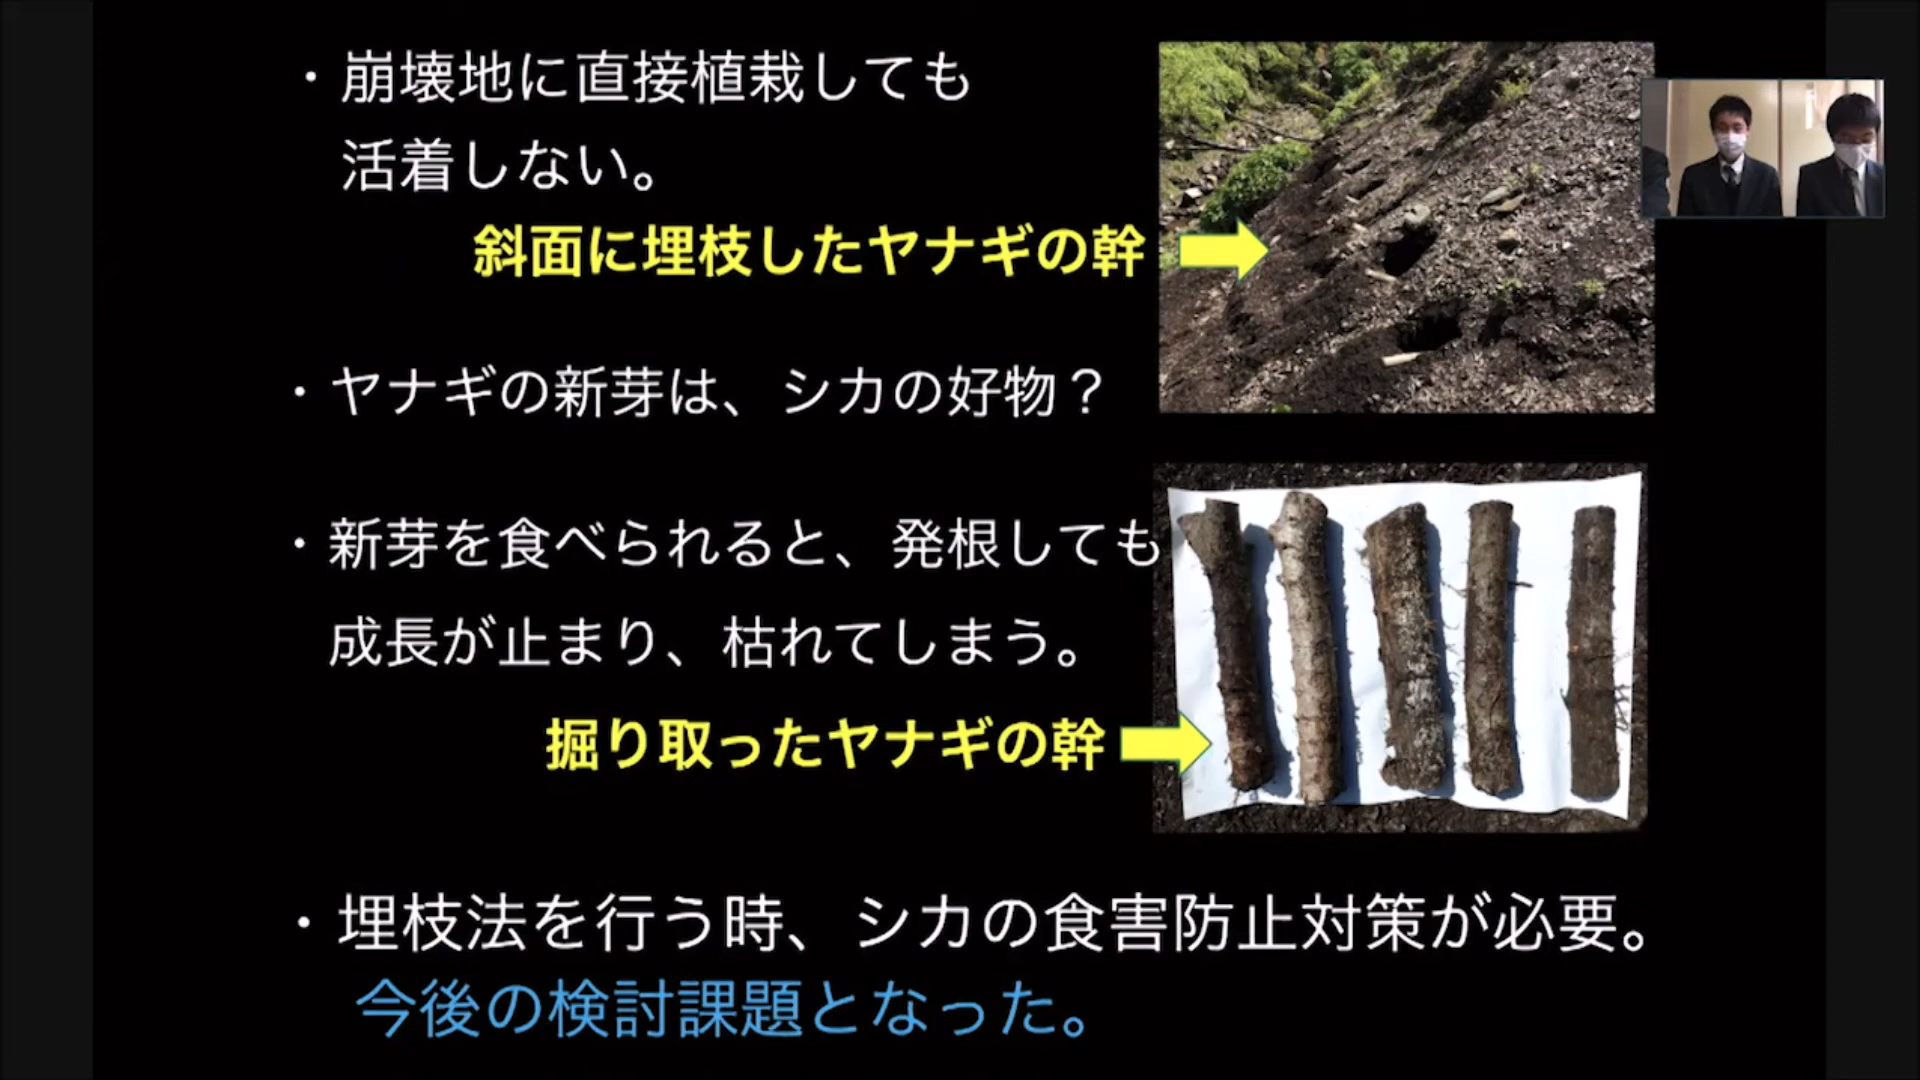 ・崩壊地に直接植栽しても
活着しない。
斜面に埋枝したヤナギの幹
・ヤナギの新芽は、シカの好物？
・新芽を食べられると、発根しても
成長が止まり、枯れてしまう。
掘り取ったヤナギの幹
・埋枝法を行う時、シカの食害防止対策が必要。
今後の検討課題となった。